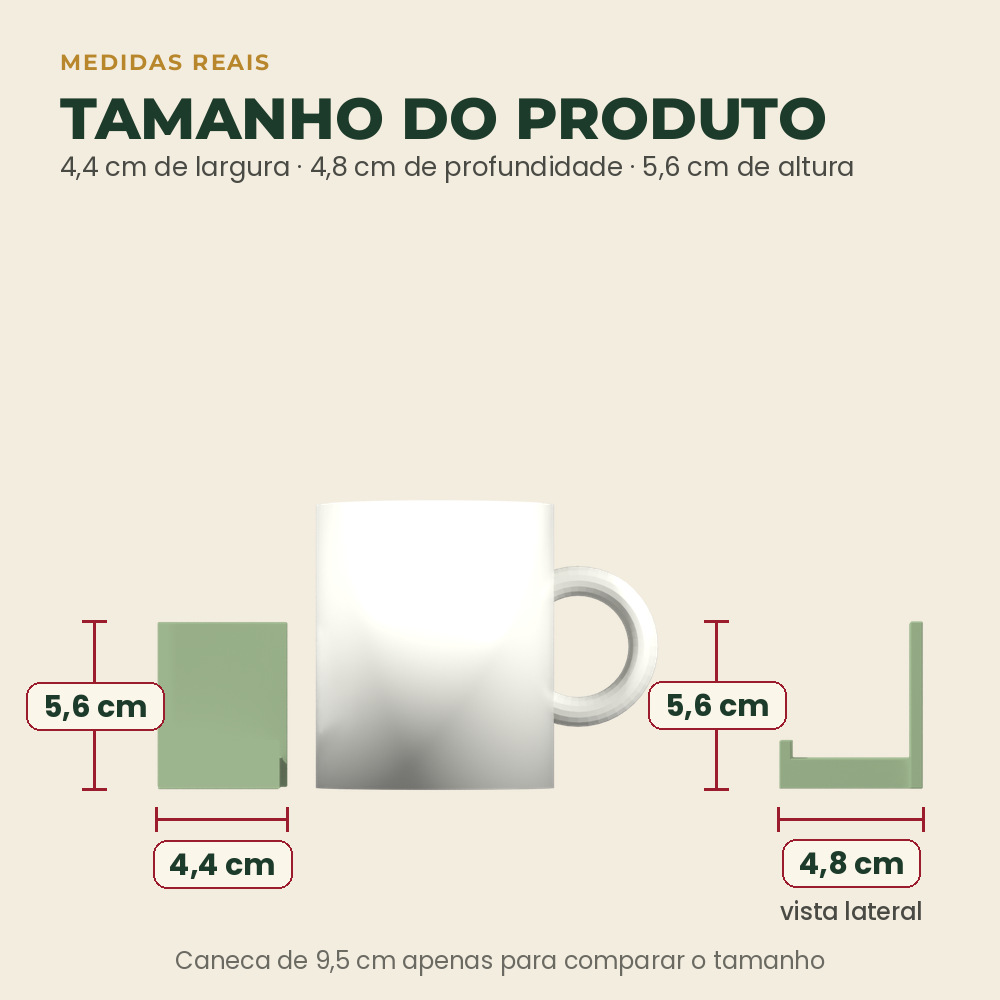 MEDIDAS REAIS
TAMANHO DO PRODUTO
4,4 cm de largura · 4,8 cm de profundidade · 5,6 cm de altura
5,6 cm
5,6 cm
4,4 cm
4,8 cm
vista lateral
Caneca de 9,5 cm apenas para comparar o tamanho